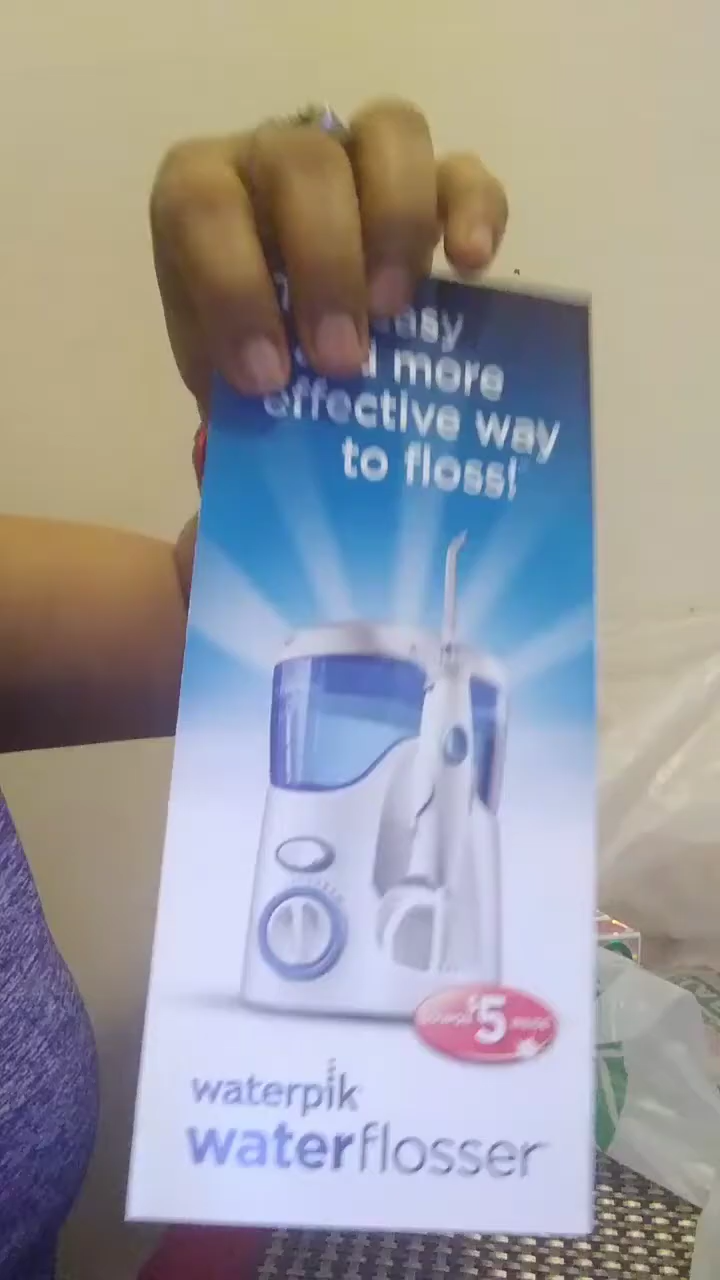 easy
more
effective way
to floss!
$5
waterpik
waterflosser